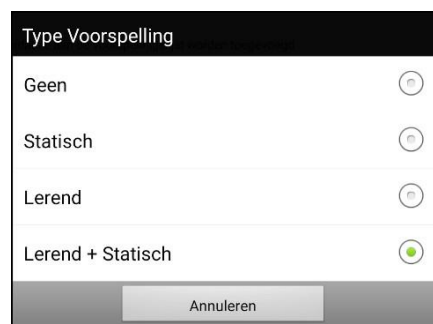 Type Voorspelling
Geen
Statisch
Lerend
Lerend + Statisch
Annuleren